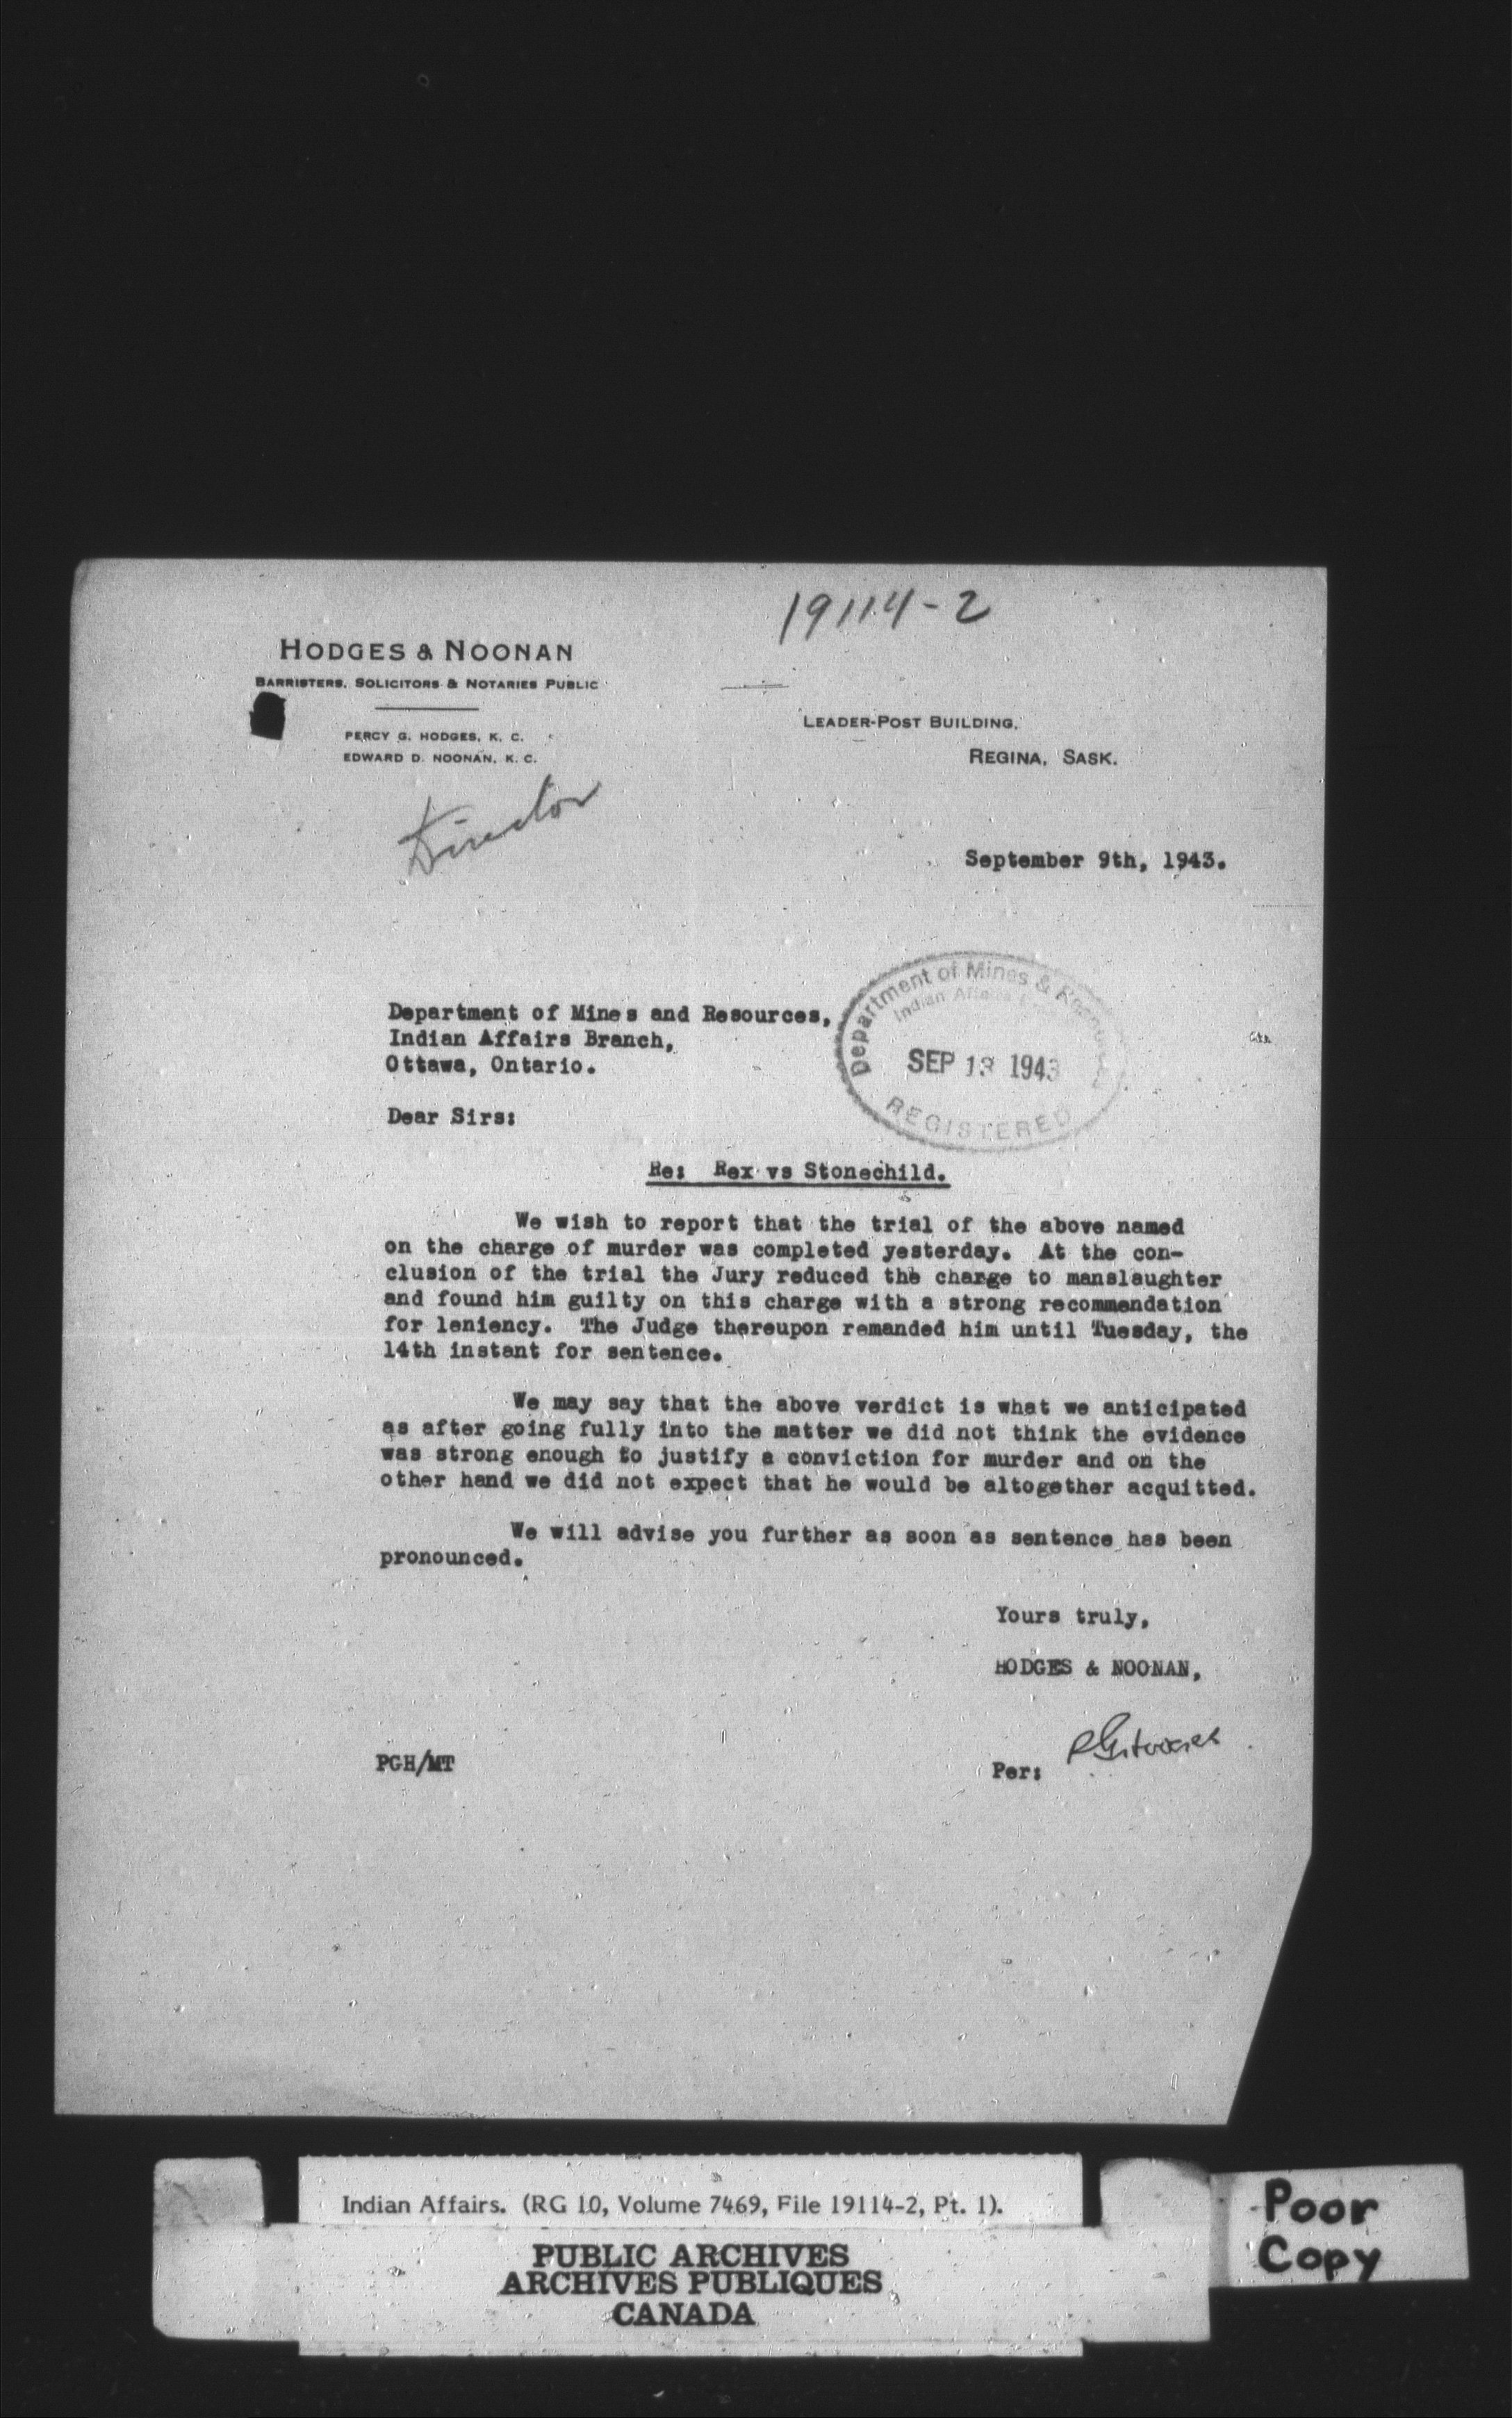 19114-2
HODGES & NOONAN
BARRISTERS, SOLICITORS & NOTARIES PUBLIC
PERCY G. HODGES, K. C.
EDWARD D. NOONAN, K. C.
LEADER-POST BUILDING,
REGINA, SASK.
Director
September 9th, 1943.
Department of Mines and Resources,
Indian Affairs Branch,
Ottawa, Ontario.
Department of Mines &
Indian Affairs
SEP 13 1943
REGISTERED
Dear Sirs:
Re: Rex vs Stonechild.
We wish to report that the trial of the above named
on the charge of murder was completed yesterday. At the con-
clusion of the trial the Jury reduced the charge to manslaughter
and found him guilty on this charge with a strong recommendation
for leniency. The Judge thereupon remanded him until Tuesday, the
14th instant for sentence.
We may say that the above verdict is what we anticipated
as after going fully into the matter we did not think the evidence
was strong enough to justify a conviction for murder and on the
other hand we did not expect that he would be altogether acquitted.
We will advise you further as soon as sentence has been
pronounced.
Yours truly,
HODGES & NOONAN,
PGH/MT
Per:
Indian Affairs. (RG 10, Volume 7469, File 19114-2, Pt. 1).
PUBLIC ARCHIVES
ARCHIVES PUBLIQUES
CANADA
Poor
Copy